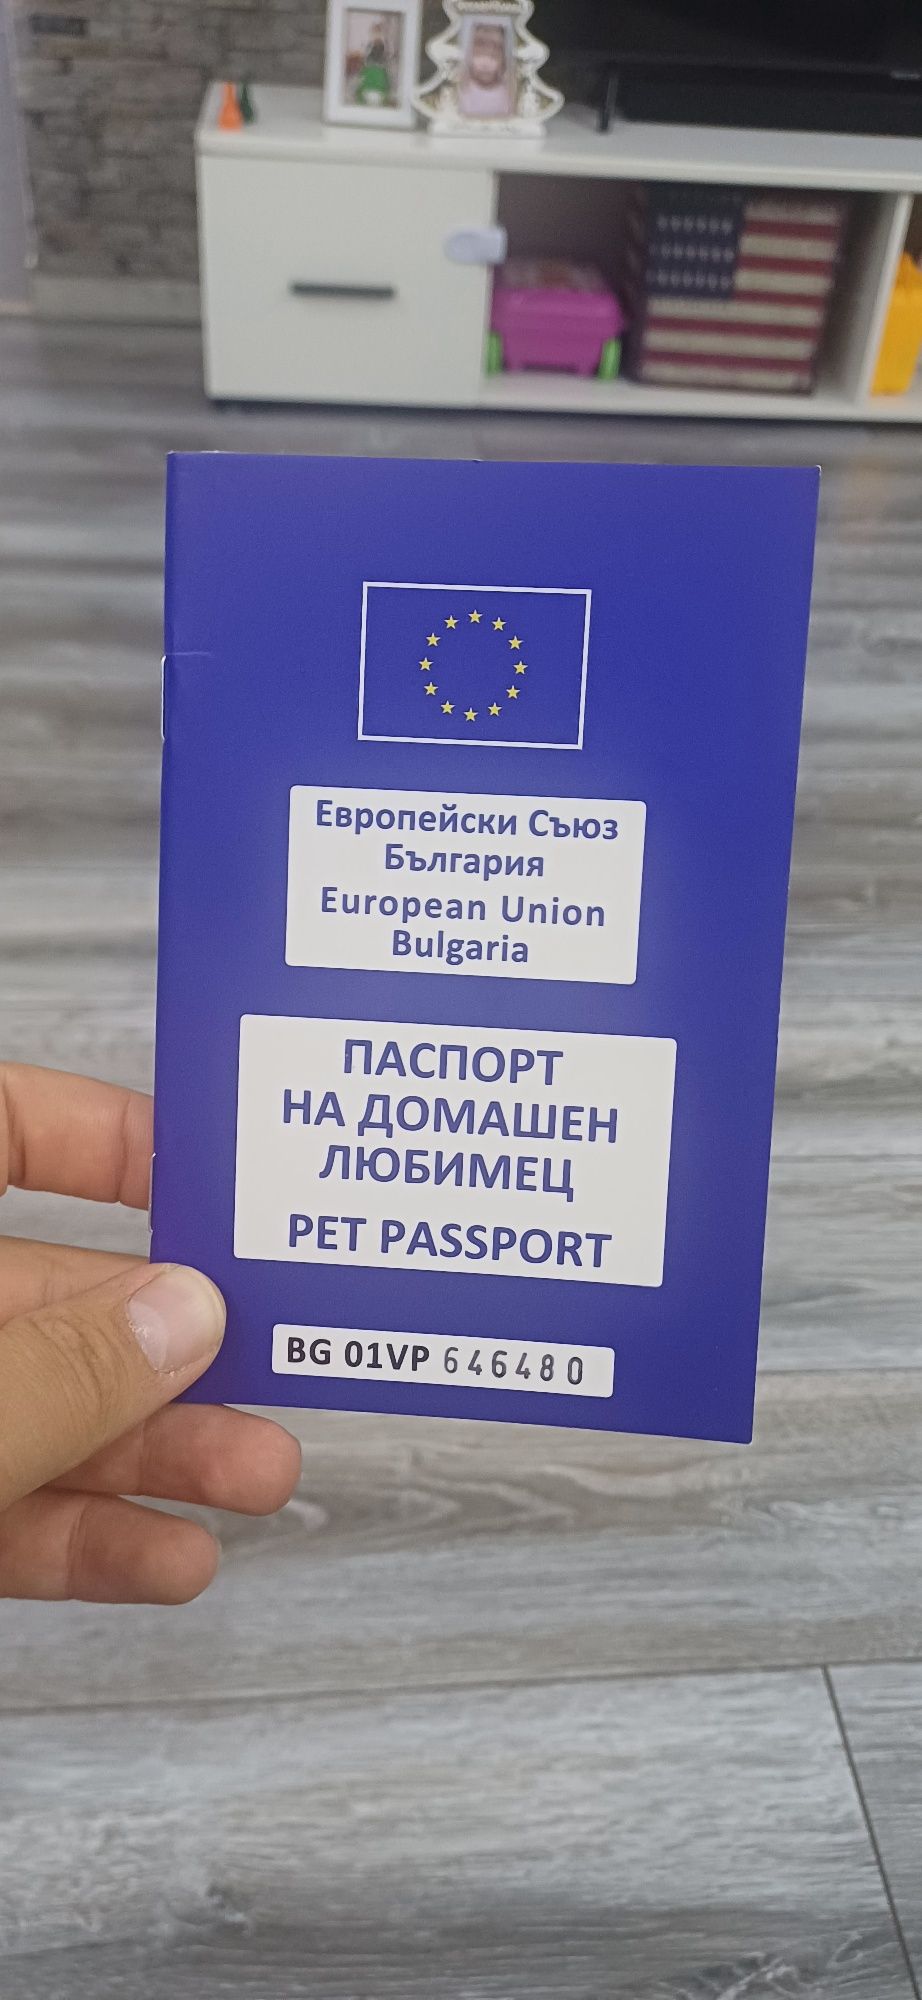 Европейски Съюз
България
European Union
Bulgaria
ПАСПОРТ
НА ДОМАШЕН
ЛЮБИМЕЦ
PET PASSPORT
BG 01VP 646480